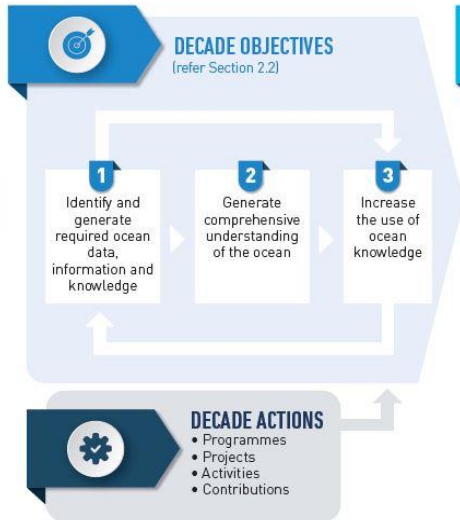 DECADE OBJECTIVES
(refer Section 2.2)
1
Identify and
generate
required ocean
data,
information and
knowledge
2
Generate
comprehensive
understanding
of the ocean
3
Increase
the use of
ocean
knowledge
DECADE ACTIONS
• Programmes
• Projects
• Activities
• Contributions